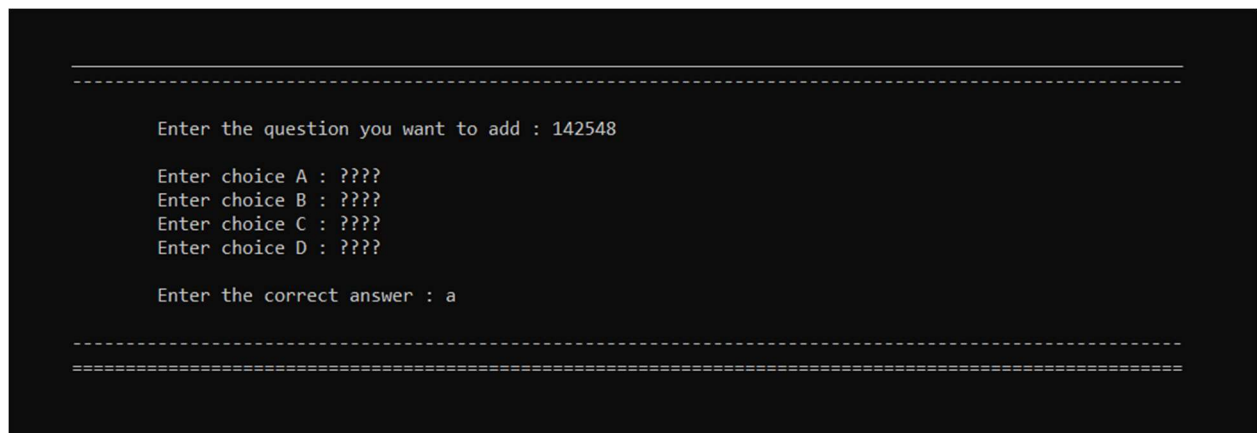 Enter the question you want to add : 142548
Enter choice A : ????
Enter choice B : ????
Enter choice C : ????
Enter choice D : ????
Enter the correct answer : a